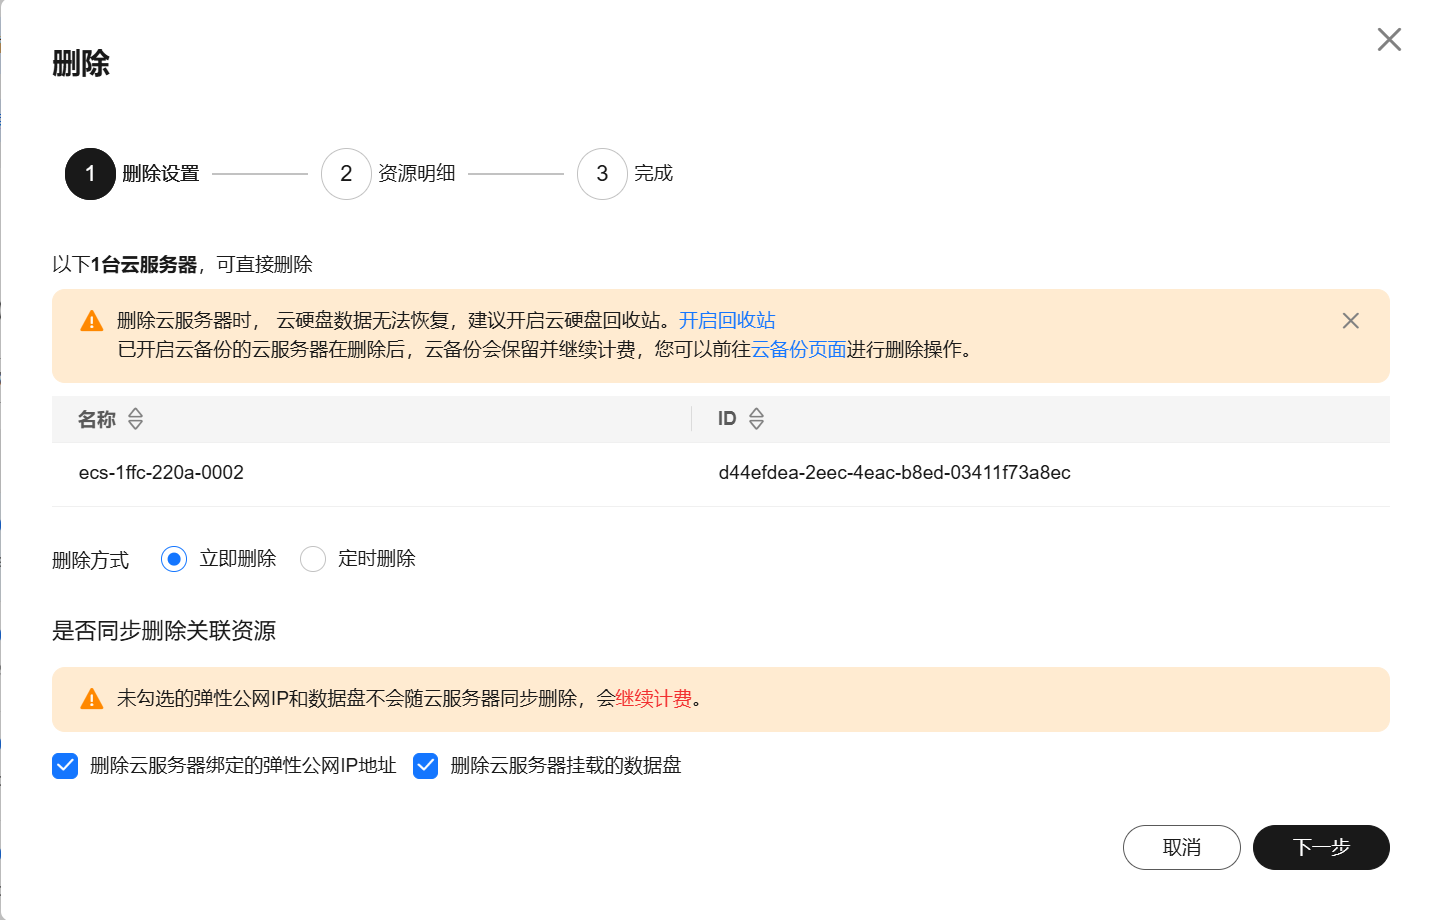 删除
1 删除设置 2 资源明细 3 完成
以下1台云服务器，可直接删除
删除云服务器时， 云硬盘数据无法恢复，建议开启云硬盘回收站。开启回收站
已开启云备份的云服务器在删除后，云备份会保留并继续计费，您可以前往云备份页面进行删除操作。
名称 ID
ecs-1ffc-220a-0002 d44efdea-2eec-4eac-b8ed-03411f73a8ec
删除方式 立即删除 定时删除
是否同步删除关联资源
未勾选的弹性公网IP和数据盘不会随云服务器同步删除，会继续计费。
删除云服务器绑定的弹性公网IP地址 删除云服务器挂载的数据盘
取消 下一步